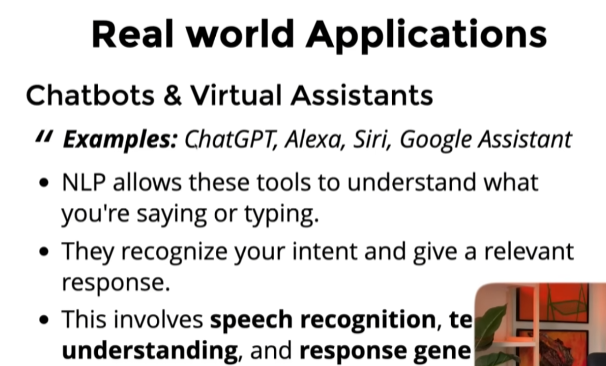 Real world Applications
Chatbots & Virtual Assistants
“ Examples: ChatGPT, Alexa, Siri, Google Assistant
• NLP allows these tools to understand what
you're saying or typing.
• They recognize your intent and give a relevant
response.
• This involves speech recognition,
understanding, and response